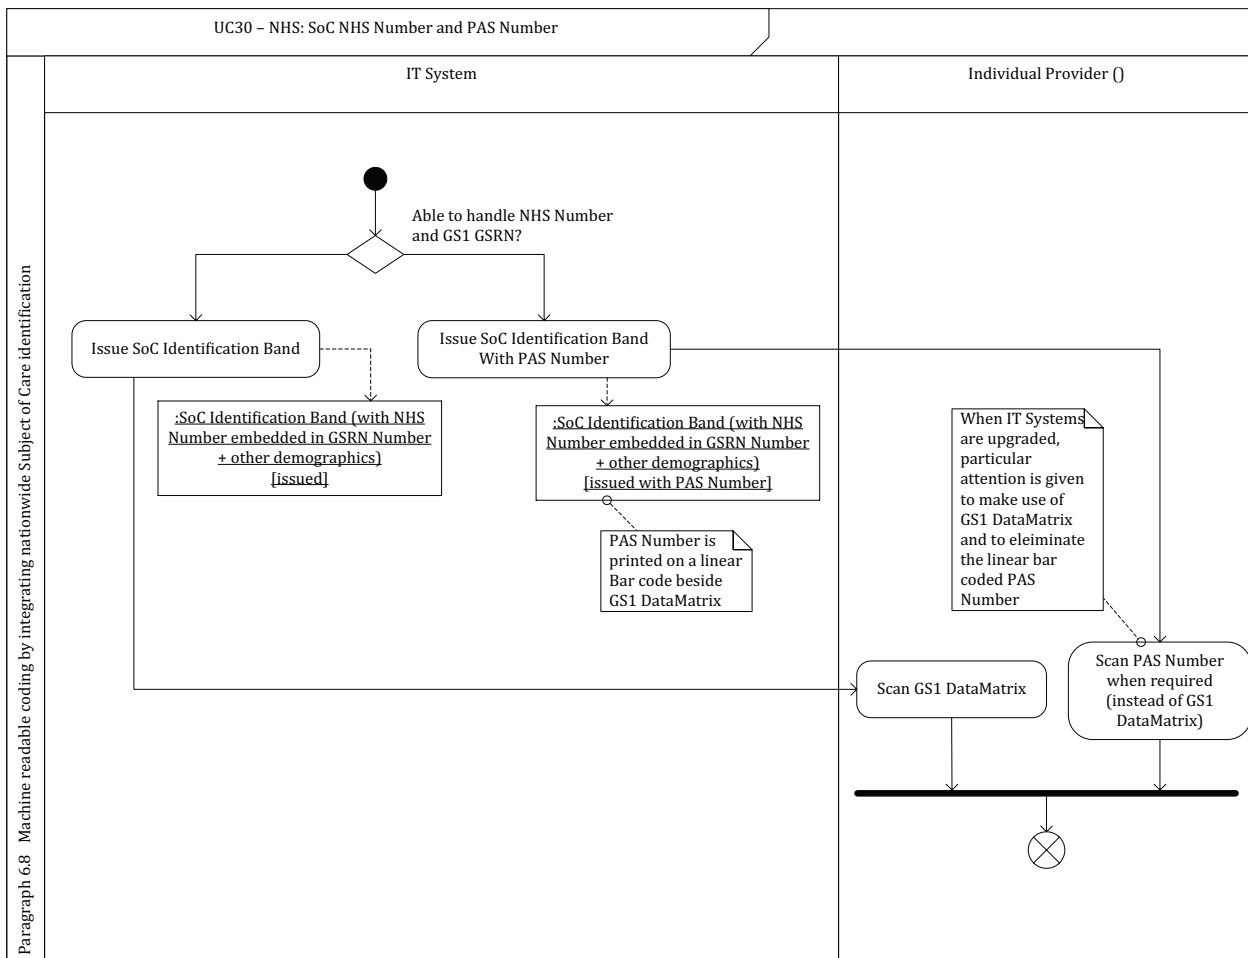 UC30 – NHS: SoC NHS Number and PAS Number
IT System
Individual Provider ()
Paragraph 6.8 Machine readable coding by integrating nationwide Subject of Care identification
Able to handle NHS Number
and GS1 GSRN?
Issue SoC Identification Band
Issue SoC Identification Band
With PAS Number
:SoC Identification Band (with NHS
Number embedded in GSRN Number
+ other demographics)
[issued]
:SoC Identification Band (with NHS
Number embedded in GSRN Number
+ other demographics)
[issued with PAS Number]
PAS Number is
printed on a linear
Bar code beside
GS1 DataMatrix
When IT Systems
are upgraded,
particular
attention is given
to make use of
GS1 DataMatrix
and to eleiminate
the linear bar
coded PAS
Number
Scan GS1 DataMatrix
Scan PAS Number
when required
(instead of GS1
DataMatrix)